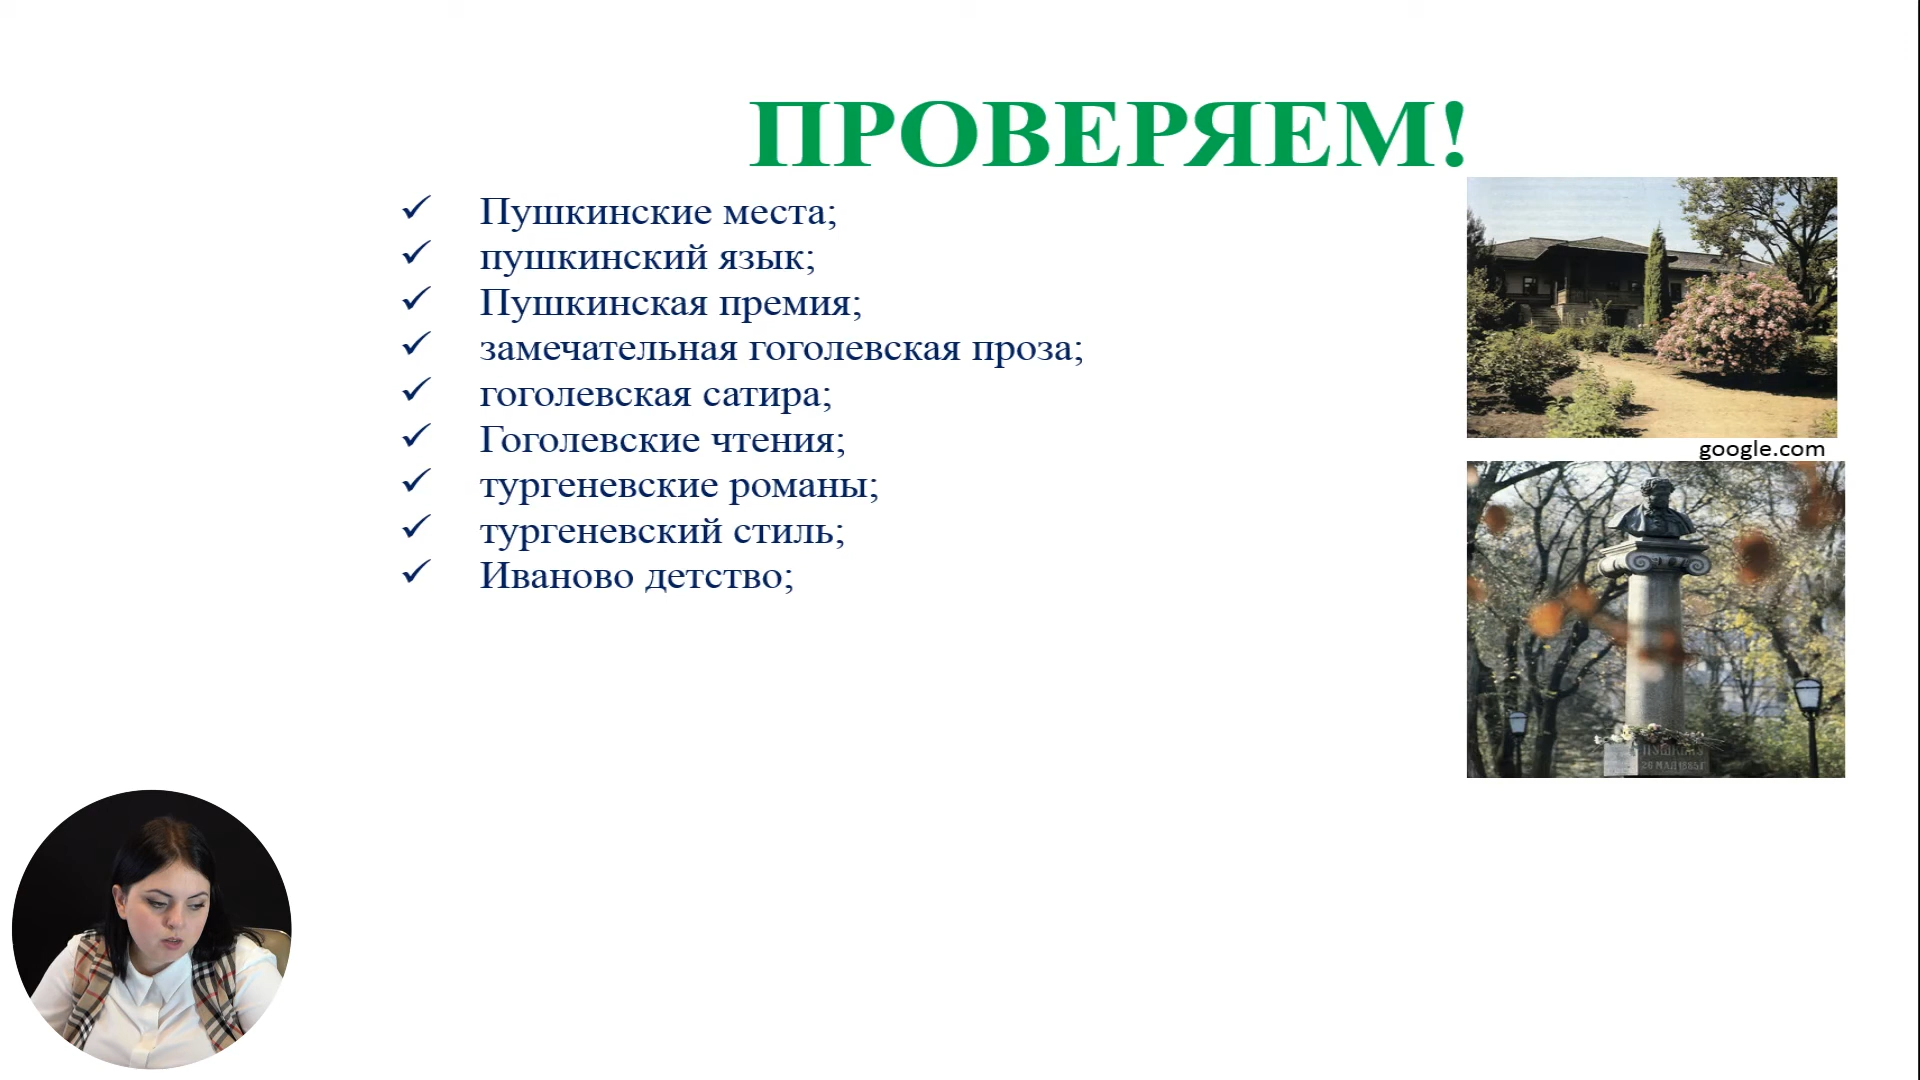 ПРОВЕРЯЕМ!
Пушкинские места;
пушкинский язык;
Пушкинская премия;
замечательная гоголевская проза;
гоголевская сатира;
Гоголевские чтения;
тургеневские романы;
тургеневский стиль;
Иваново детство;
google.com